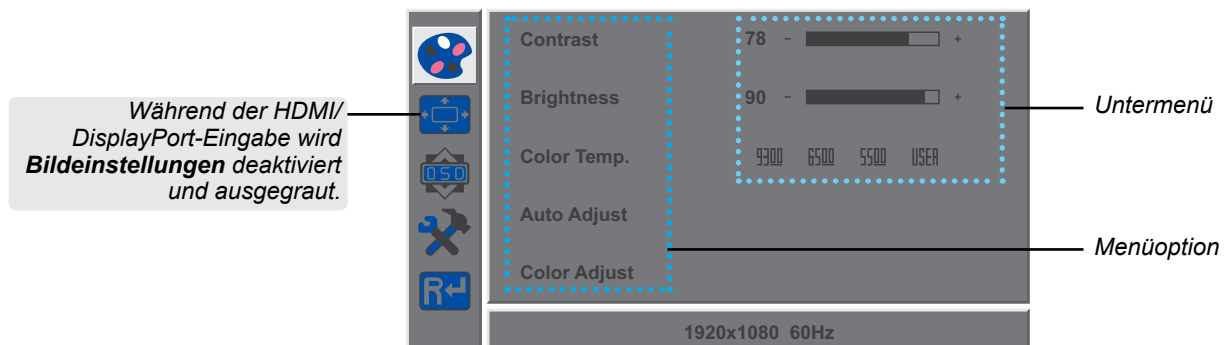 Während der HDMI/
DisplayPort-Eingabe wird
Bildeinstellungen deaktiviert
und ausgegraut.
OSD
R
Contrast 78 - +
Brightness 90 - +
Color Temp. 9300 6500 5500 USER
Auto Adjust
Color Adjust
1920x1080 60Hz
Untermenü
Menüoption